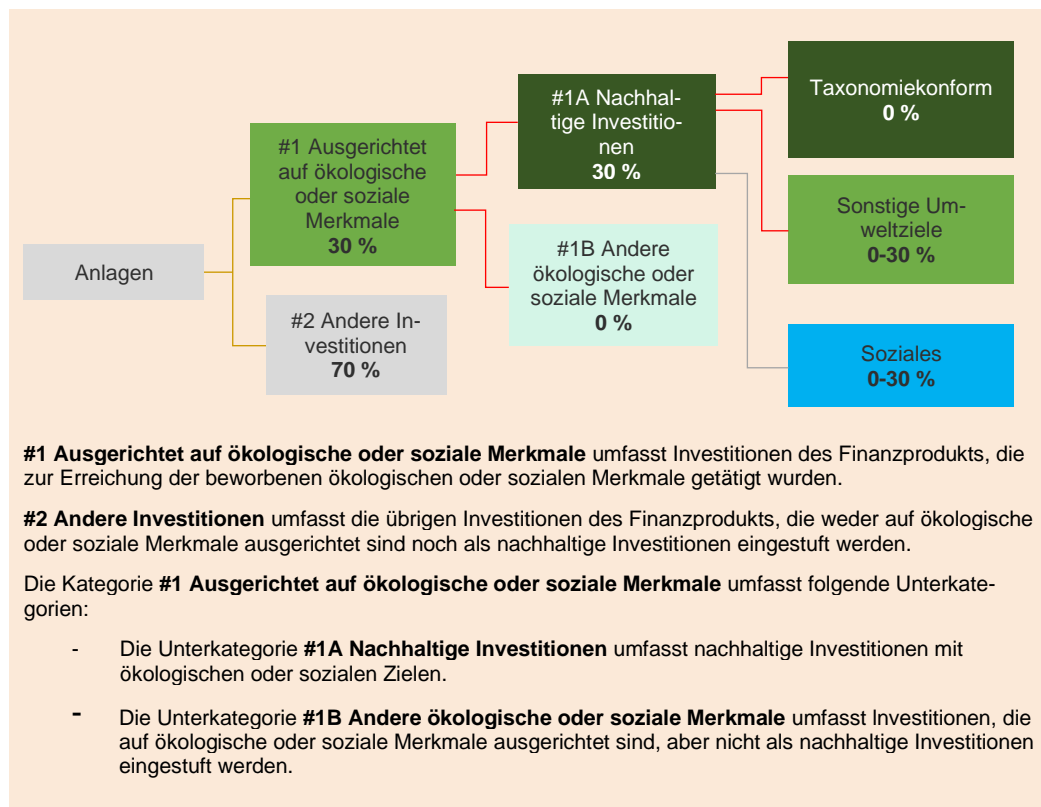 Anlagen
#1 Ausgerichtet
auf ökologische
oder soziale
Merkmale
30 %
#2 Andere In-
vestitionen
70 %
#1A Nachhal-
tige Investitio-
nen
30 %
#1B Andere
ökologische oder
soziale Merkmale
0 %
Taxonomiekonform
0 %
Sonstige Um-
weltziele
0-30 %
Soziales
0-30 %
#1 Ausgerichtet auf ökologische oder soziale Merkmale umfasst Investitionen des Finanzprodukts, die
zur Erreichung der beworbenen ökologischen oder sozialen Merkmale getätigt wurden.
#2 Andere Investitionen umfasst die übrigen Investitionen des Finanzprodukts, die weder auf ökologische
oder soziale Merkmale ausgerichtet sind noch als nachhaltige Investitionen eingestuft werden.
Die Kategorie #1 Ausgerichtet auf ökologische oder soziale Merkmale umfasst folgende Unterkate-
gorien:
- Die Unterkategorie #1A Nachhaltige Investitionen umfasst nachhaltige Investitionen mit
ökologischen oder sozialen Zielen.
- Die Unterkategorie #1B Andere ökologische oder soziale Merkmale umfasst Investitionen, die
auf ökologische oder soziale Merkmale ausgerichtet sind, aber nicht als nachhaltige Investitionen
eingestuft werden.